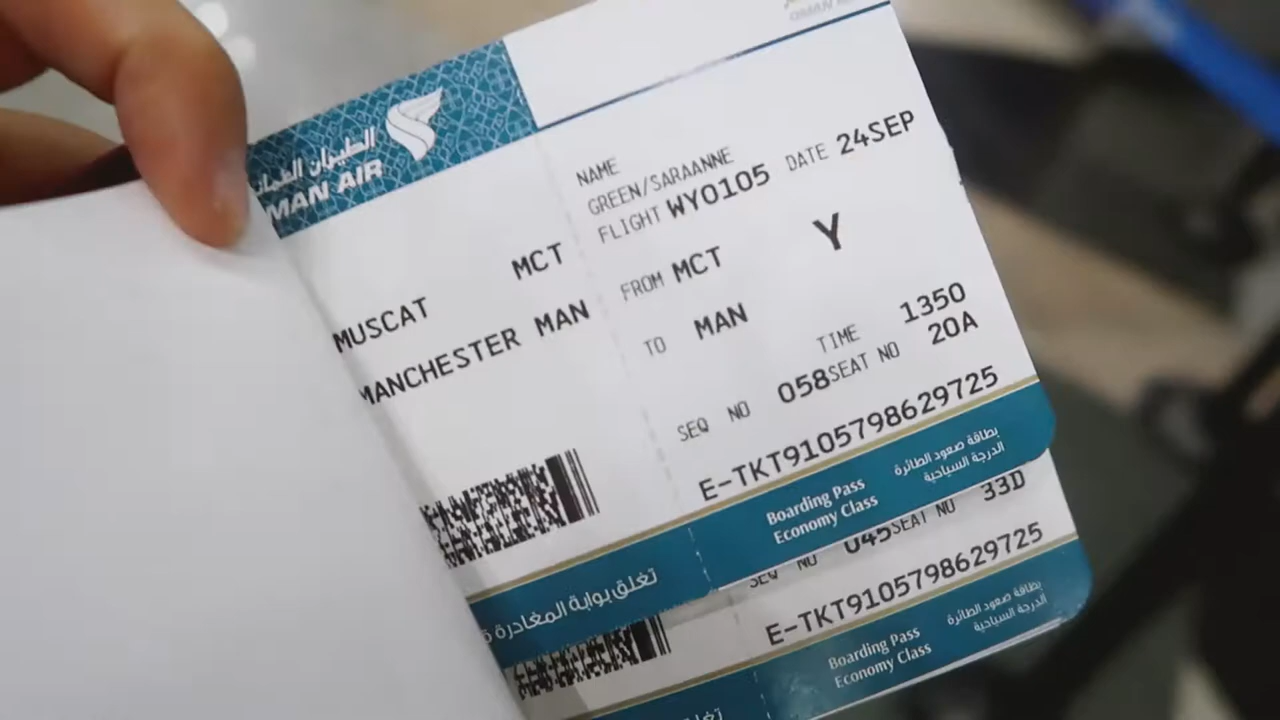 الطيران العماني
MAN AIR
MUSCAT MCT
MANCHESTER MAN
NAME
GREEN/SARAANNE
FLIGHT WY0105 DATE 24SEP
FROM MCT Y
TO MAN
TIME 1350
SEQ NO 058 SEAT NO 20A
E-TKT9105798629725
Boarding Pass بطاقة صعود الطائرة
Economy Class الدرجة السياحية
تغلق بوابة المغادرة
SEQ NO 045 SEAT NO 33D
E-TKT9105798629725
Boarding Pass بطاقة صعود الطائرة
Economy Class الدرجة السياحية
تغلق